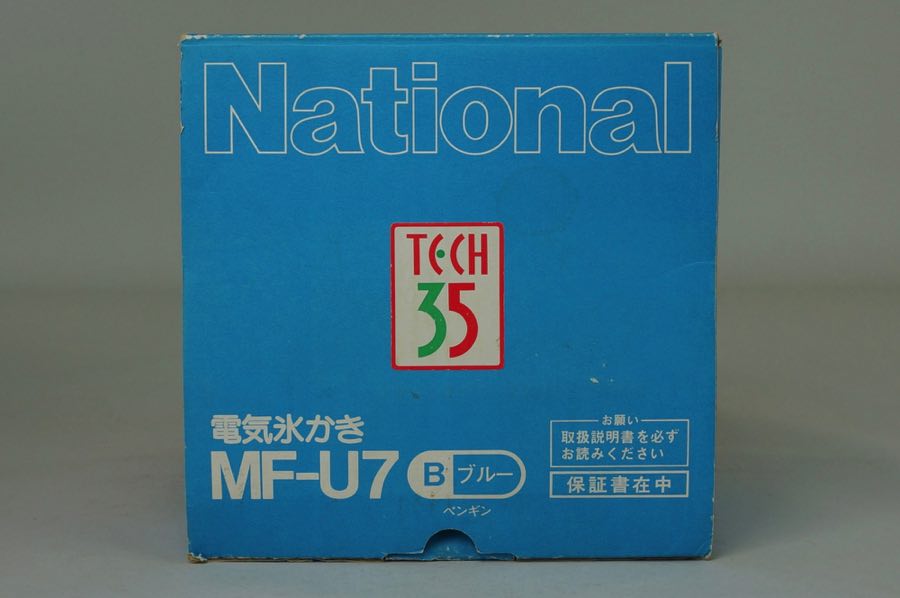 National
TECH
35
電気氷かき
MF-U7 B ブルー
ペンギン
お願い
取扱説明書を必ず
お読みください
保証書在中